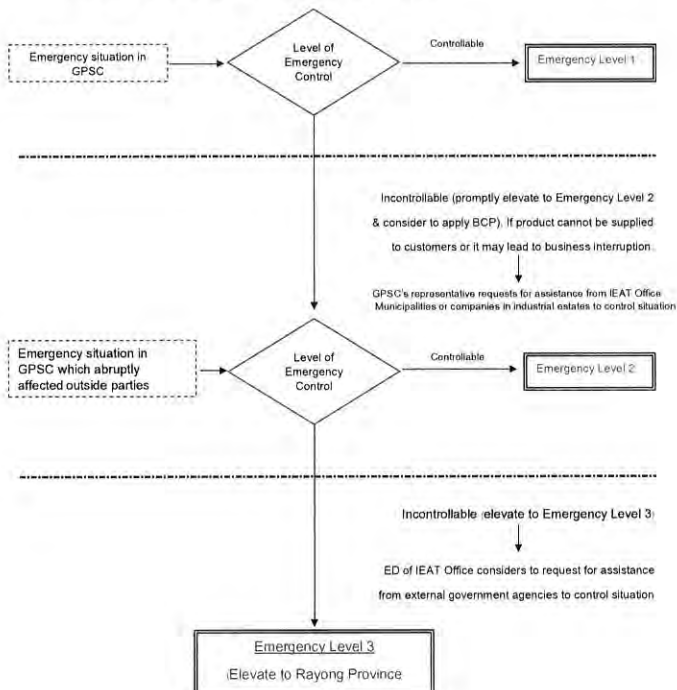 Emergency situation in
GPSC
Level of
Emergency
Control
Controllable
Emergency Level 1
Incontrollable (promptly elevate to Emergency Level 2
& consider to apply BCP). If product cannot be supplied
to customers or it may lead to business interruption
GPSC's representative requests for assistance from IEAT Office
Municipalities or companies in industrial estates to control situation
Emergency situation in
GPSC which abruptly
affected outside parties
Level of
Emergency
Control
Controllable
Emergency Level 2
Incontrollable (elevate to Emergency Level 3)
ED of IEAT Office considers to request for assistance
from external government agencies to control situation
Emergency Level 3
(Elevate to Rayong Province